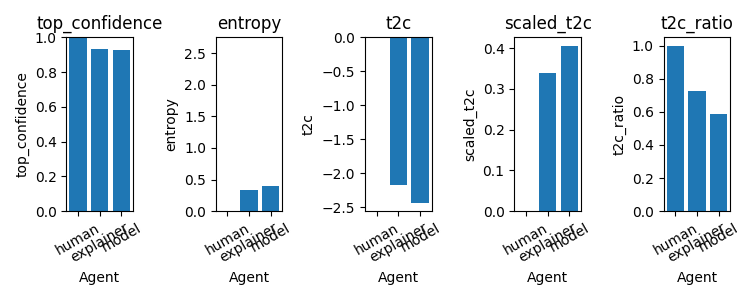 top_confidence
entropy
t2c
scaled_t2c
t2c_ratio
top_confidence
1.0
0.8
0.6
0.4
0.2
0.0
human
explainer
model
Agent
entropy
2.5
2.0
1.5
1.0
0.5
0.0
human
explainer
model
Agent
t2c
0.0
−0.5
−1.0
−1.5
−2.0
−2.5
human
explainer
model
Agent
scaled_t2c
0.4
0.3
0.2
0.1
0.0
human
explainer
model
Agent
t2c_ratio
1.0
0.8
0.6
0.4
0.2
0.0
human
explainer
model
Agent